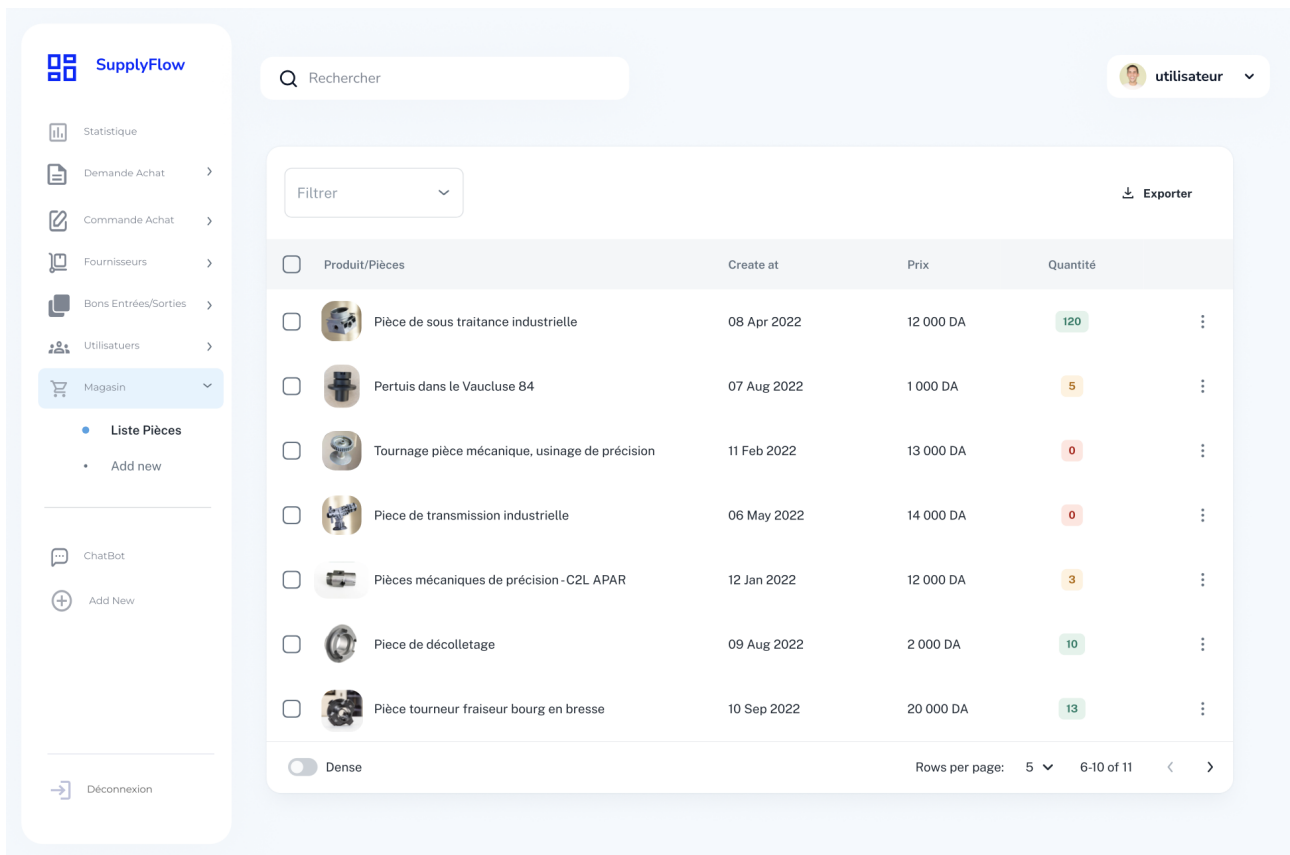 SupplyFlow
Rechercher
utilisateur
Statistique
Demande Achat
Commande Achat
Fournisseurs
Bons Entrées/Sorties
Utilisatuers
Magasin
Liste Pièces
Add new
ChatBot
Add New
Déconnexion
Filtrer
Exporter
Produit/Pièces Create at Prix Quantité
Pièce de sous traitance industrielle 08 Apr 2022 12 000 DA 120
Pertuis dans le Vaucluse 84 07 Aug 2022 1 000 DA 5
Tournage pièce mécanique, usinage de précision 11 Feb 2022 13 000 DA 0
Piece de transmission industrielle 06 May 2022 14 000 DA 0
Pièces mécaniques de précision - C2L APAR 12 Jan 2022 12 000 DA 3
Piece de décolletage 09 Aug 2022 2 000 DA 10
Pièce tourneur fraiseur bourg en bresse 10 Sep 2022 20 000 DA 13
Dense Rows per page: 5 6-10 of 11